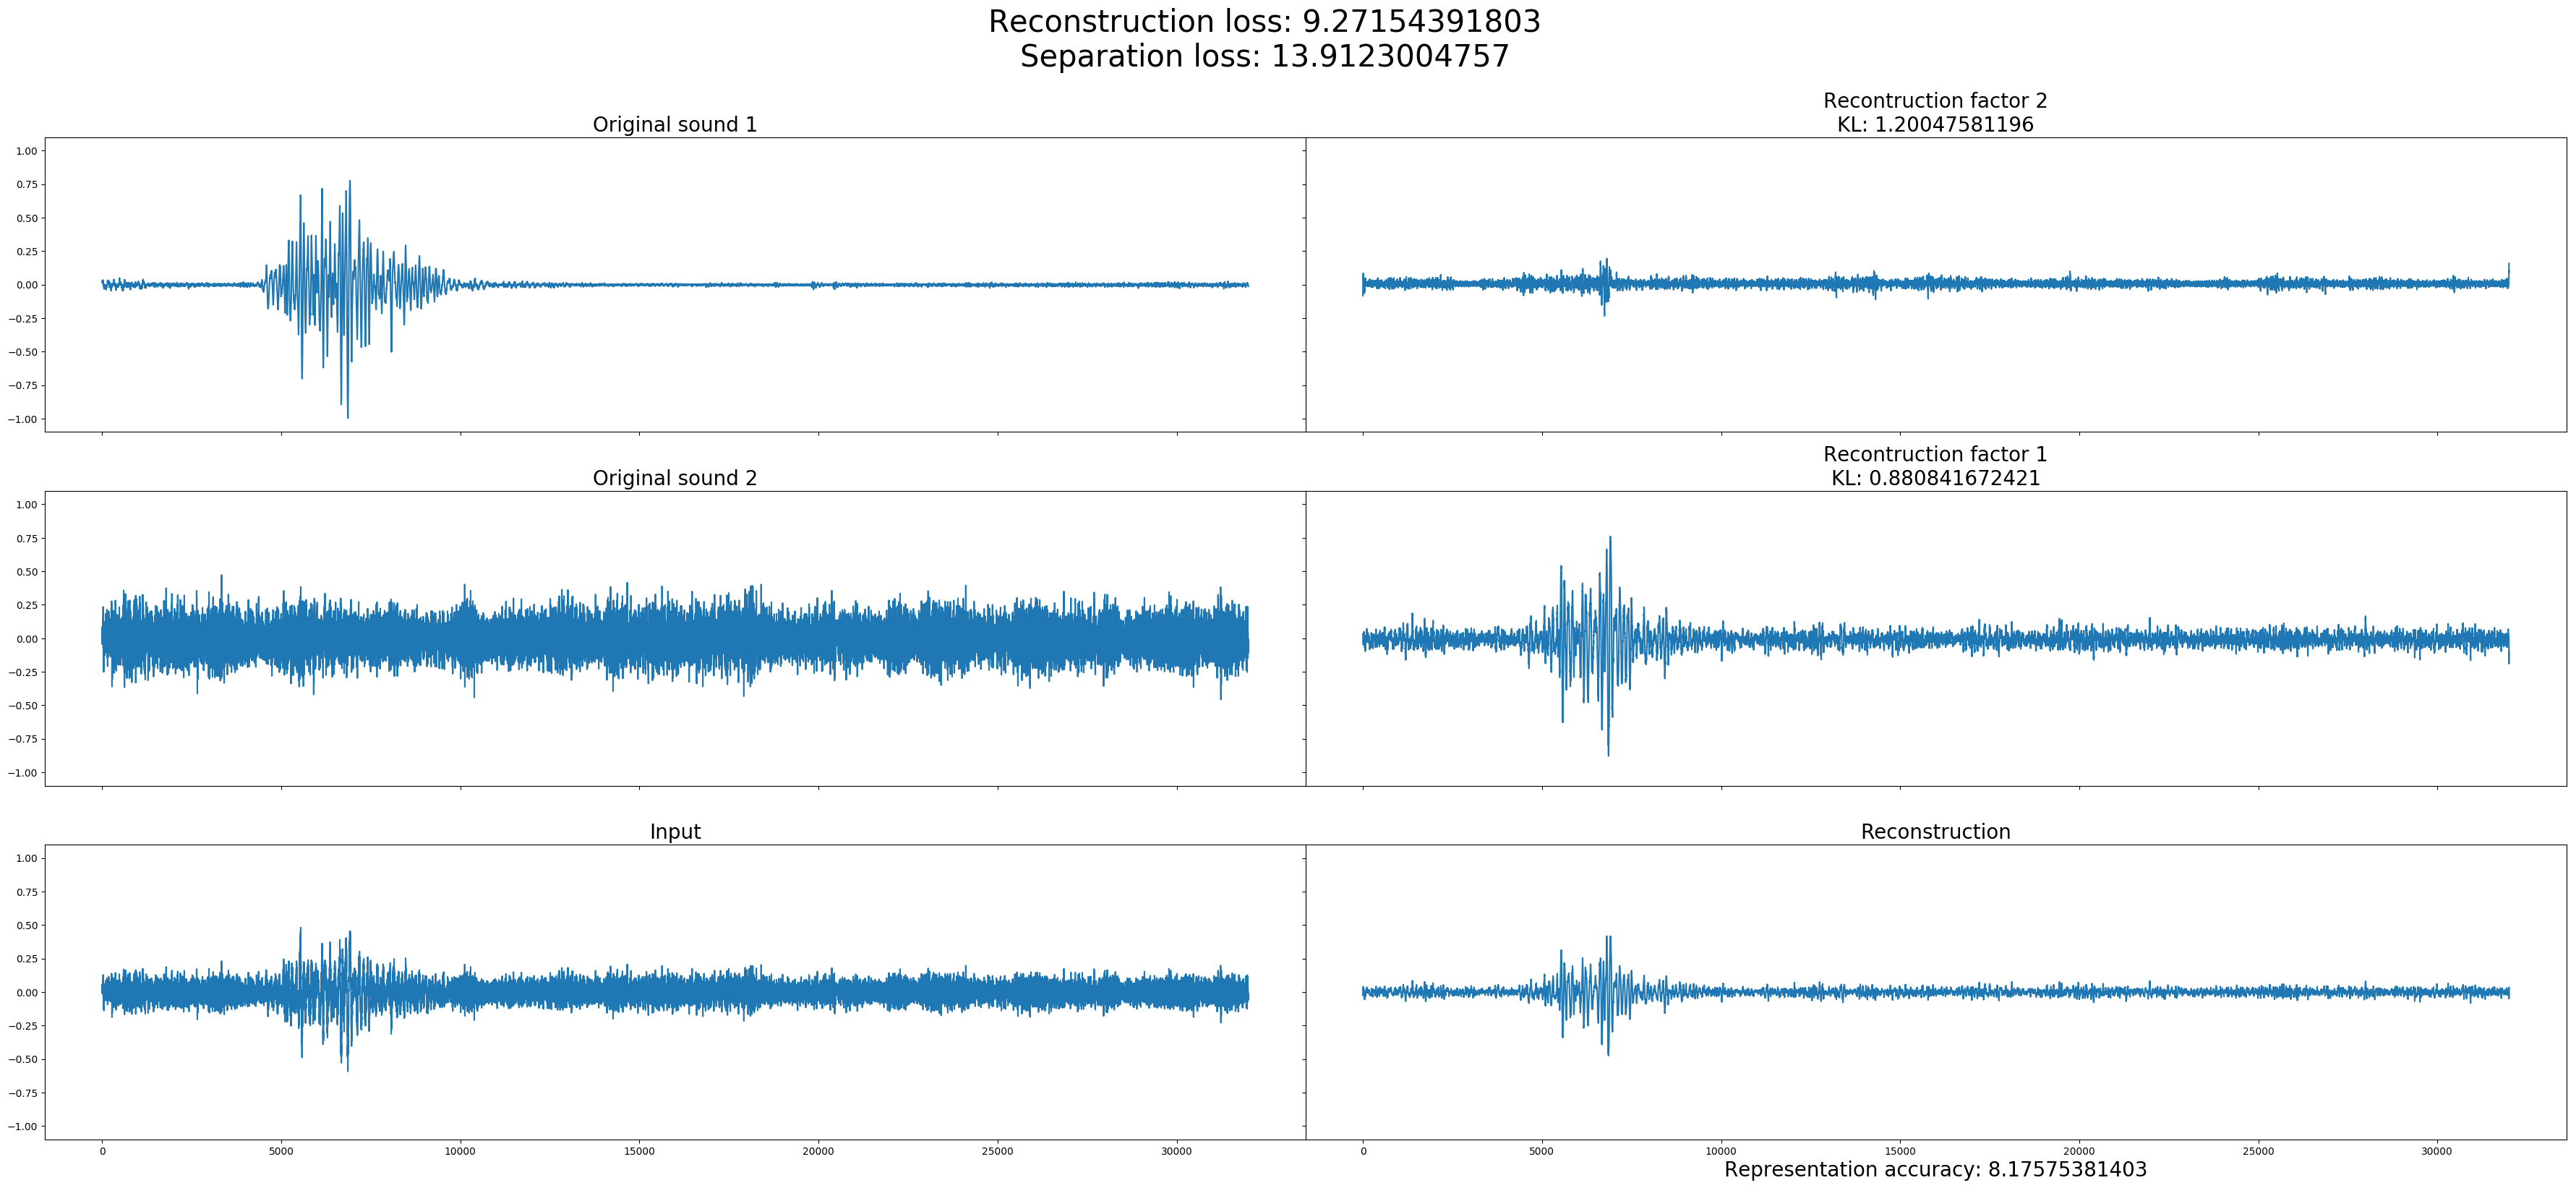 Reconstruction loss: 9.27154391803
Separation loss: 13.9123004757
Original sound 1
Recontruction factor 2
KL: 1.20047581196
1.00
0.75
0.50
0.25
0.00
−0.25
−0.50
−0.75
−1.00
Original sound 2
Recontruction factor 1
KL: 0.880841672421
1.00
0.75
0.50
0.25
0.00
−0.25
−0.50
−0.75
−1.00
Input
Reconstruction
1.00
0.75
0.50
0.25
0.00
−0.25
−0.50
−0.75
−1.00
0 5000 10000 15000 20000 25000 30000
0 5000 10000 15000 20000 25000 30000
Representation accuracy: 8.17575381403